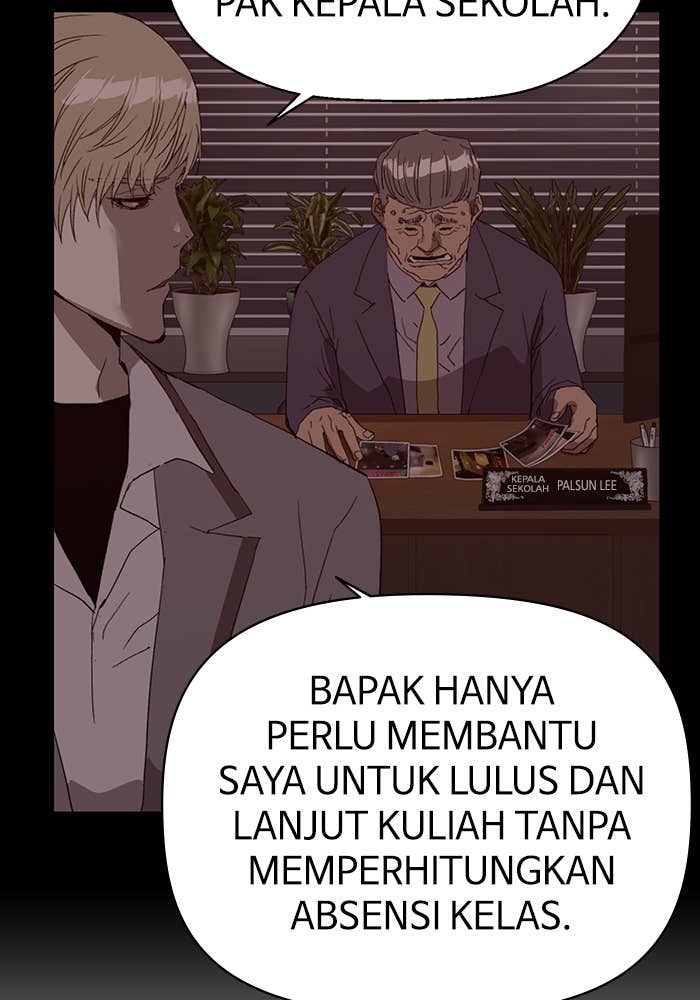 PAK KEPALA SEKOLAH.
KEPALA
SEKOLAH
PALSUN LEE
BAPAK HANYA
PERLU MEMBANTU
SAYA UNTUK LULUS DAN
LANJUT KULIAH TANPA
MEMPERHITUNGKAN
ABSENSI KELAS.